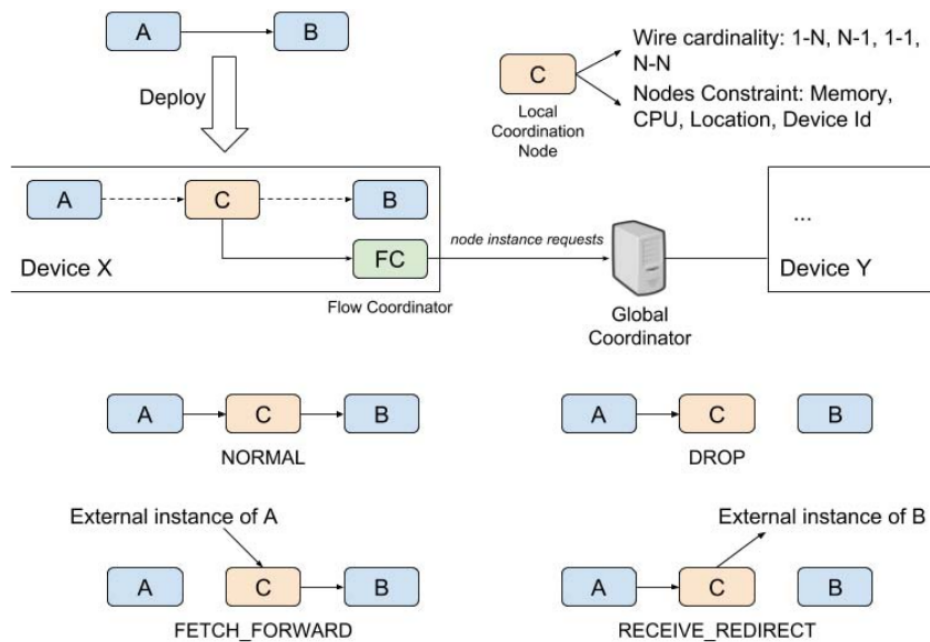 A
B
Deploy
C
Local
Coordination
Node
Wire cardinality: 1-N, N-1, 1-1,
N-N
Nodes Constraint: Memory,
CPU, Location, Device Id
A
C
B
FC
Device X
Flow Coordinator
node instance requests
Global
Coordinator
...
Device Y
A
C
B
NORMAL
A
C
B
DROP
External instance of A
A
C
B
FETCH_FORWARD
External instance of B
A
C
B
RECEIVE_REDIRECT